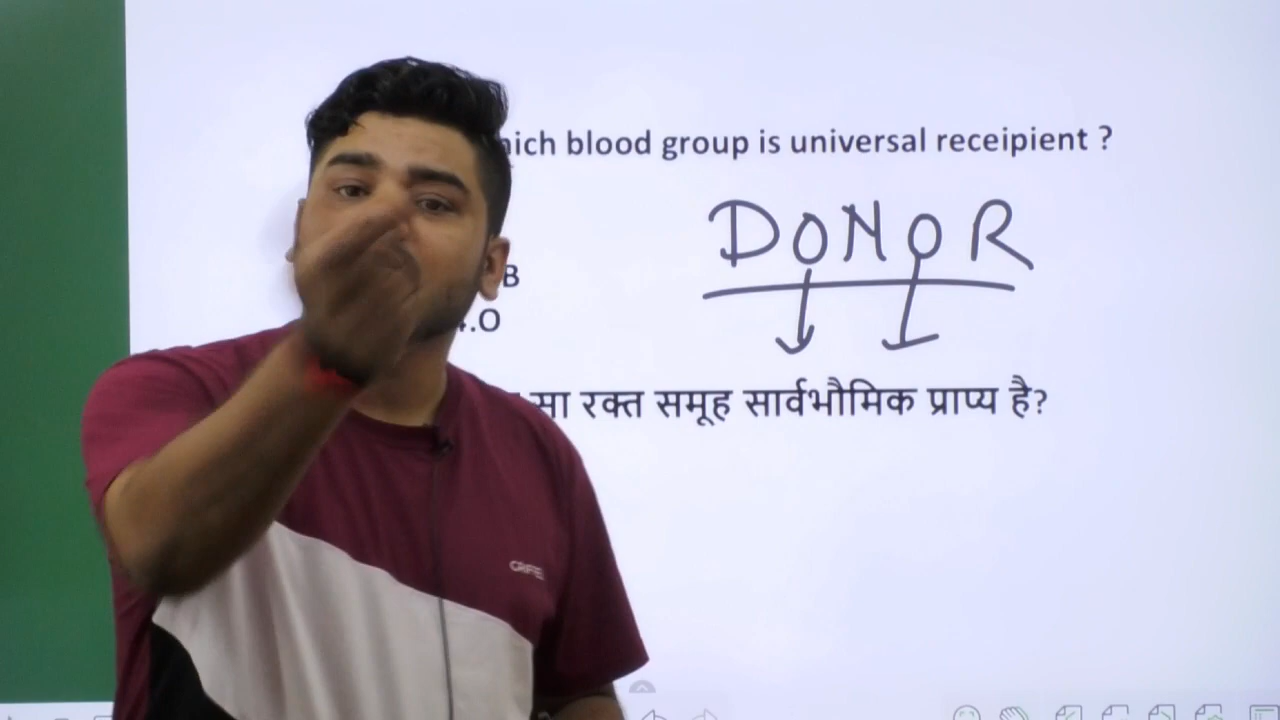 hich blood group is universal receipient ?
DONOR
B
.O
सा रक्त समूह सार्वभौमिक प्राप्य है?